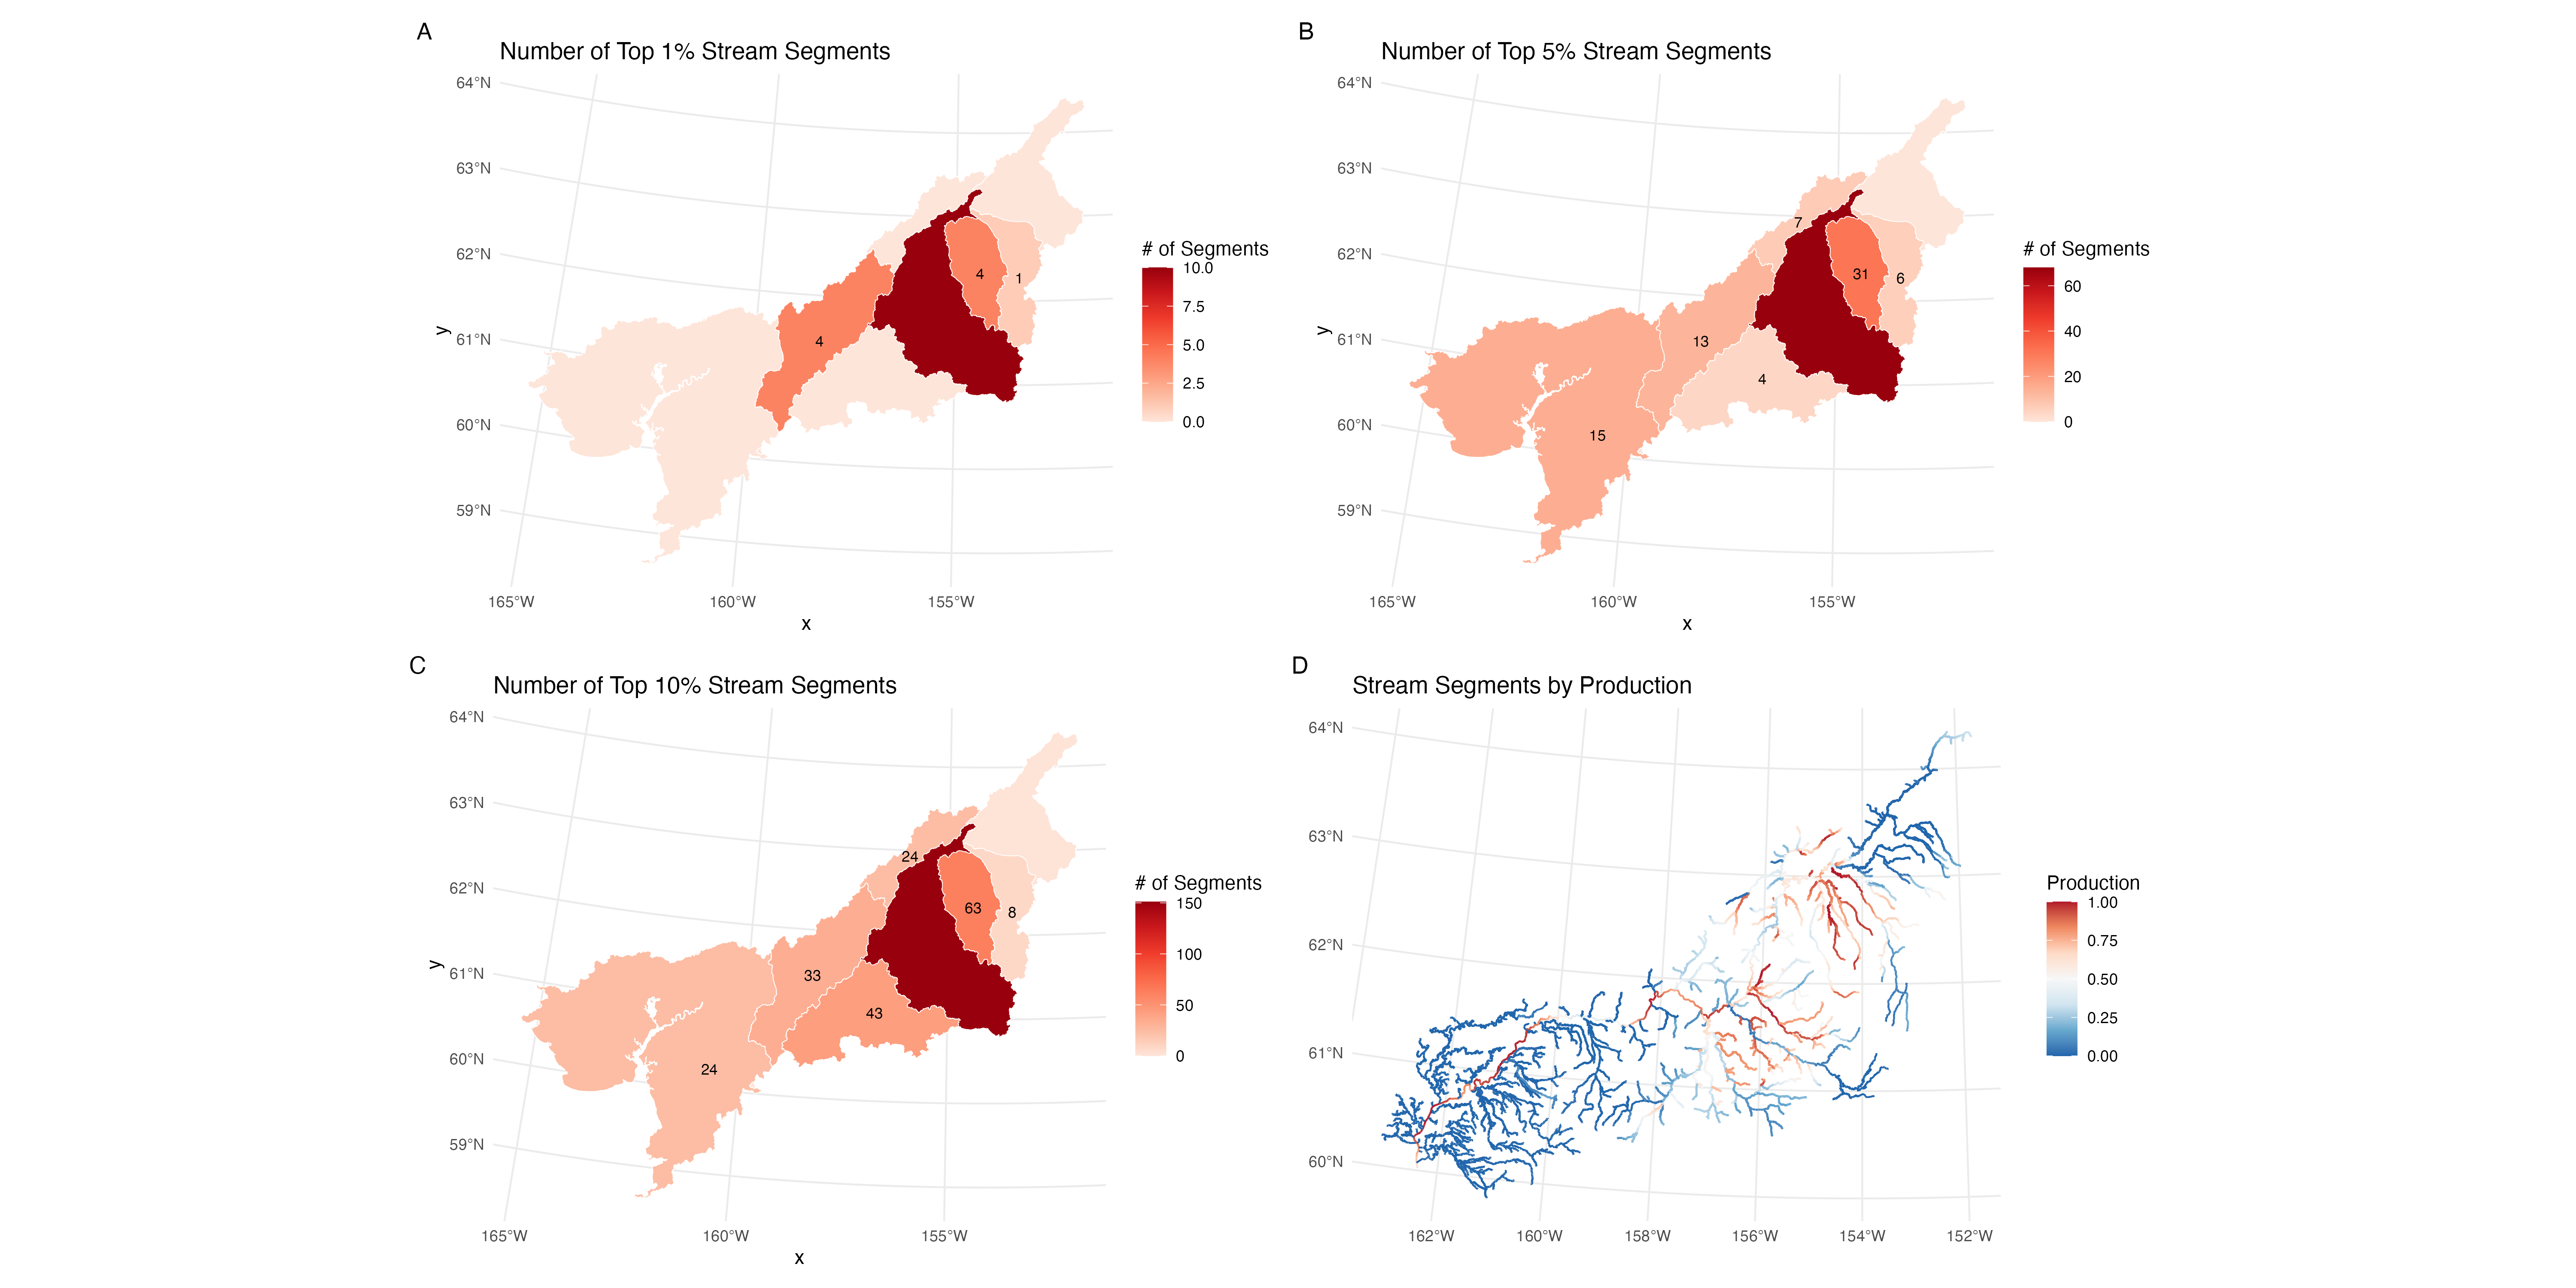 A
Number of Top 1% Stream Segments
64°N
63°N
62°N
61°N
60°N
59°N
y
4
4
1
165°W
160°W
155°W
x
# of Segments
10.0
7.5
5.0
2.5
0.0
B
Number of Top 5% Stream Segments
64°N
63°N
62°N
61°N
60°N
59°N
y
7
31
6
13
4
15
165°W
160°W
155°W
x
# of Segments
60
40
20
0
C
Number of Top 10% Stream Segments
64°N
63°N
62°N
61°N
60°N
59°N
y
24
63
8
33
43
24
165°W
160°W
155°W
x
# of Segments
150
100
50
0
D
Stream Segments by Production
64°N
63°N
62°N
61°N
60°N
162°W
160°W
158°W
156°W
154°W
152°W
Production
1.00
0.75
0.50
0.25
0.00